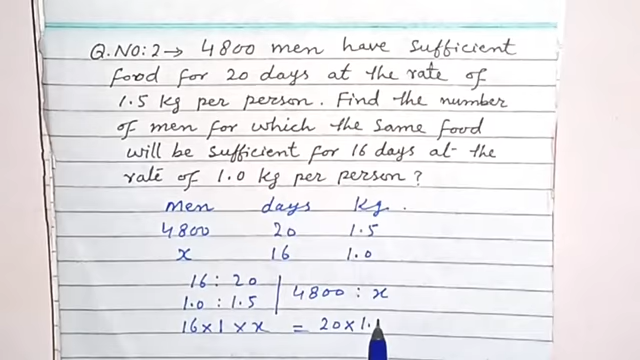 Q.NO:2→ 4800 men have sufficient
food for 20 days at the rate of
1.5 kg per person. Find the number
of men for which the same food
will be sufficient for 16 days at the
rate of 1.0 kg per person?
men days kg.
4800 20 1.5
x 16 1.0
16 : 20
1.0 : 1.5 | 4800 : x
16×1×x = 20×1.